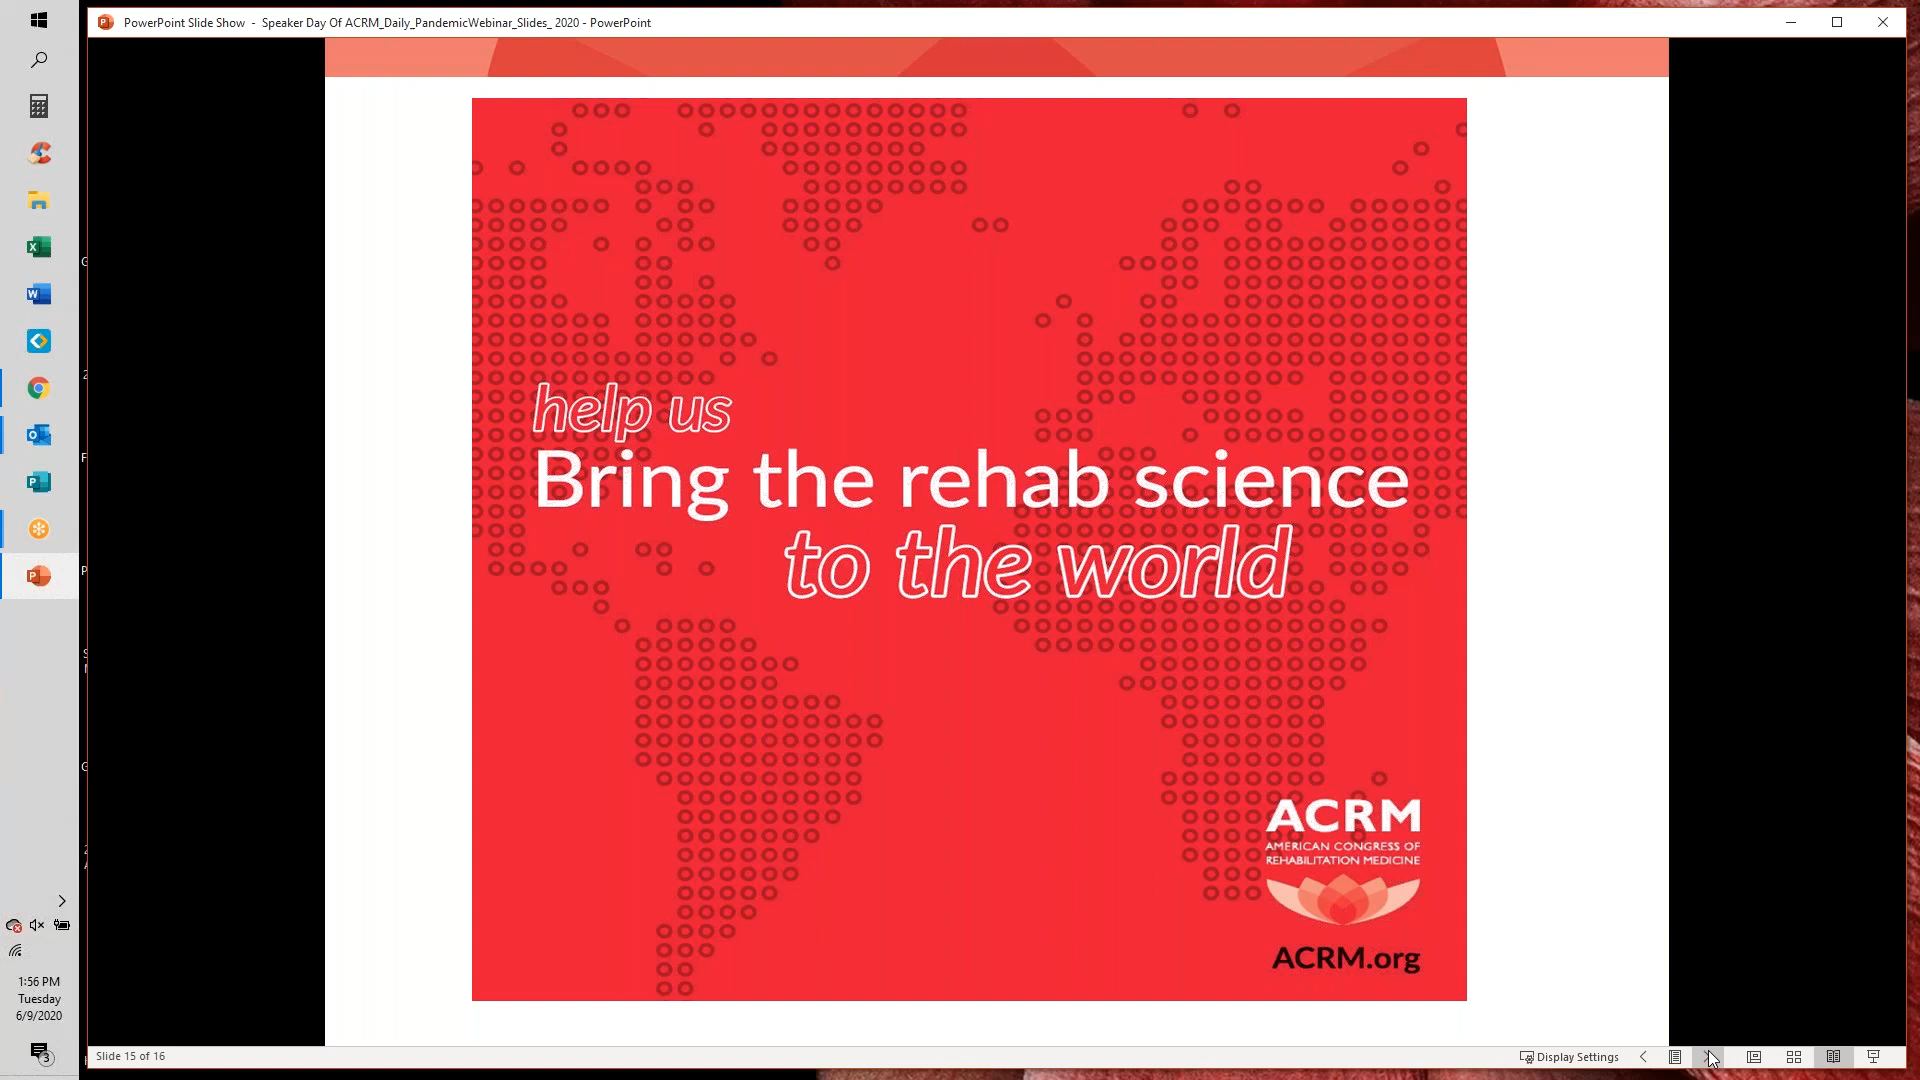 PowerPoint Slide Show - Speaker Day Of ACRM_Daily_PandemicWebinar_Slides_ 2020 - PowerPoint
help us
Bring the rehab science
to the world
ACRM
AMERICAN CONGRESS OF
REHABILITATION MEDICINE
ACRM.org
1:56 PM
Tuesday
6/9/2020
3
Slide 15 of 16
Display Settings